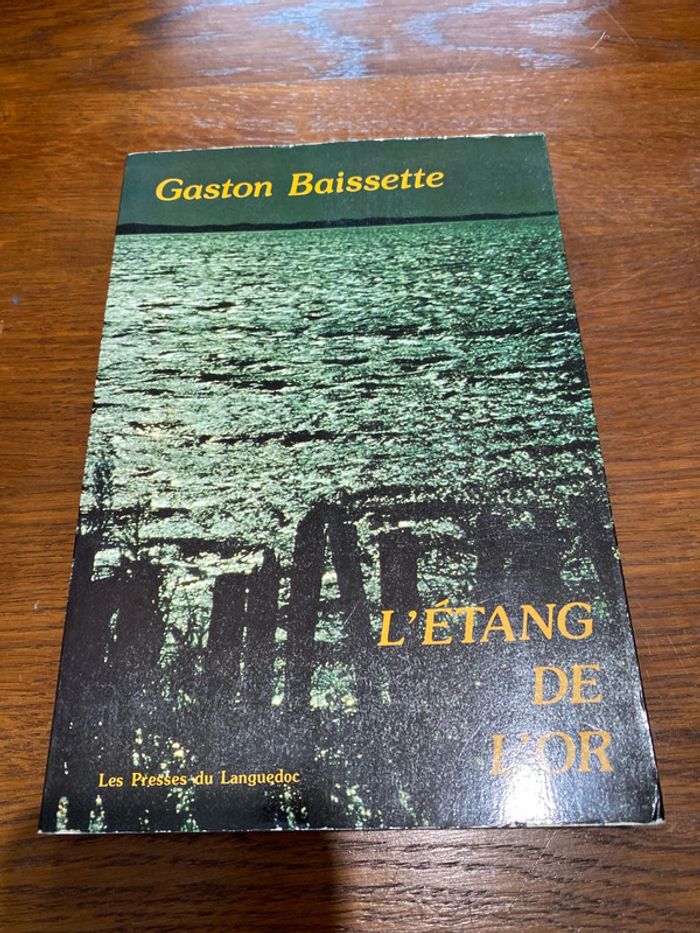 Gaston Baissette
L'ÉTANG
DE
L'OR
Les Presses du Languedoc